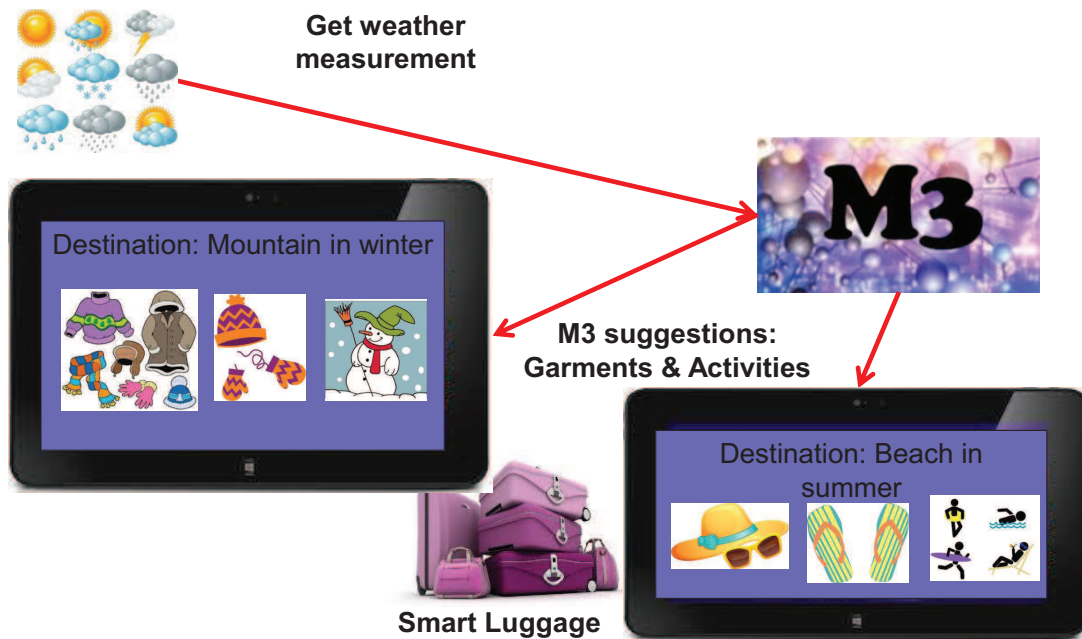 Get weather
measurement
M3
Destination: Mountain in winter
M3 suggestions:
Garments & Activities
Destination: Beach in
summer
Smart Luggage